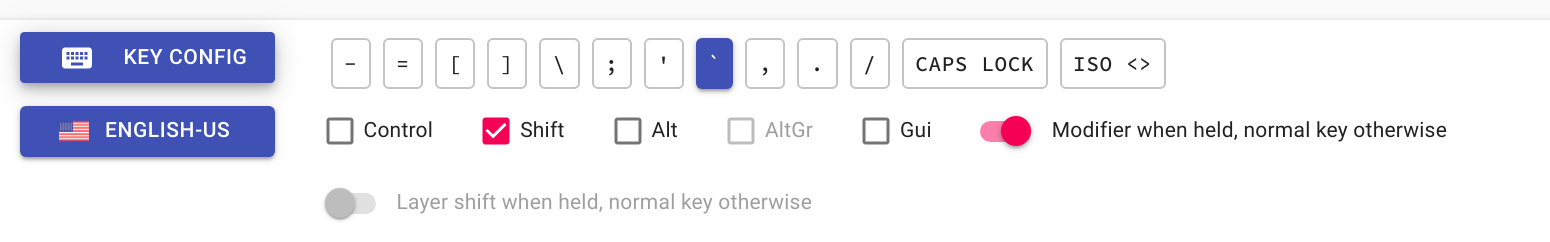 KEY CONFIG
- = [ ] \ ; ' ` , . / CAPS LOCK ISO <>
ENGLISH-US
Control Shift Alt AltGr Gui Modifier when held, normal key otherwise
Layer shift when held, normal key otherwise